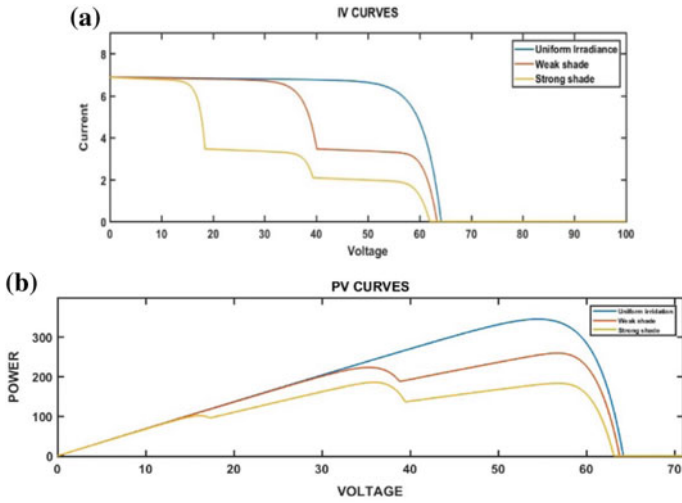 (a)
IV CURVES
8
6
4
2
0
Current
Uniform Irradiance
Weak shade
Strong shade
0 10 20 30 40 50 60 70 80 90 100
Voltage
(b)
PV CURVES
300
200
100
0
POWER
Uniform Irridation
Weak shade
Strong shade
0 10 20 30 40 50 60 70
VOLTAGE